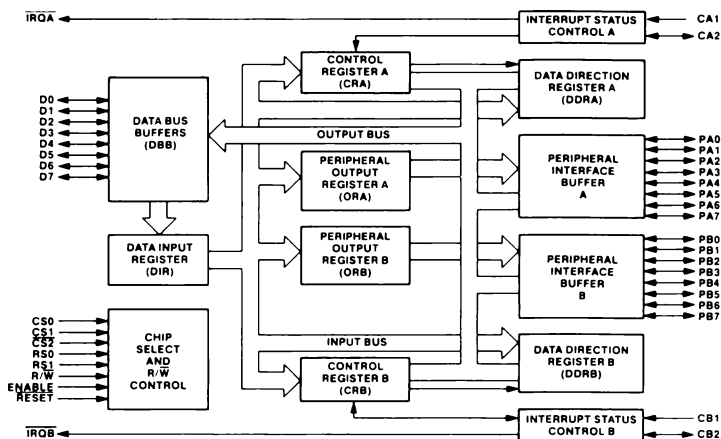 IRQA
INTERRUPT STATUS
CONTROL A
CA1
CA2
CONTROL
REGISTER A
(CRA)
DATA DIRECTION
REGISTER A
(DDRA)
D0
D1
D2
D3
D4
D5
D6
D7
DATA BUS
BUFFERS
(DBB)
OUTPUT BUS
PERIPHERAL
OUTPUT
REGISTER A
(ORA)
PERIPHERAL
INTERFACE
BUFFER
A
PA0
PA1
PA2
PA3
PA4
PA5
PA6
PA7
DATA INPUT
REGISTER
(DIR)
PERIPHERAL
OUTPUT
REGISTER B
(ORB)
PERIPHERAL
INTERFACE
BUFFER
B
PB0
PB1
PB2
PB3
PB4
PB5
PB6
PB7
CS0
CS1
CS2
RS0
RS1
R/W
ENABLE
RESET
CHIP
SELECT
AND
R/W
CONTROL
INPUT BUS
CONTROL
REGISTER B
(CRB)
DATA DIRECTION
REGISTER B
(DDRB)
IRQB
INTERRUPT STATUS
CONTROL B
CB1
CB2